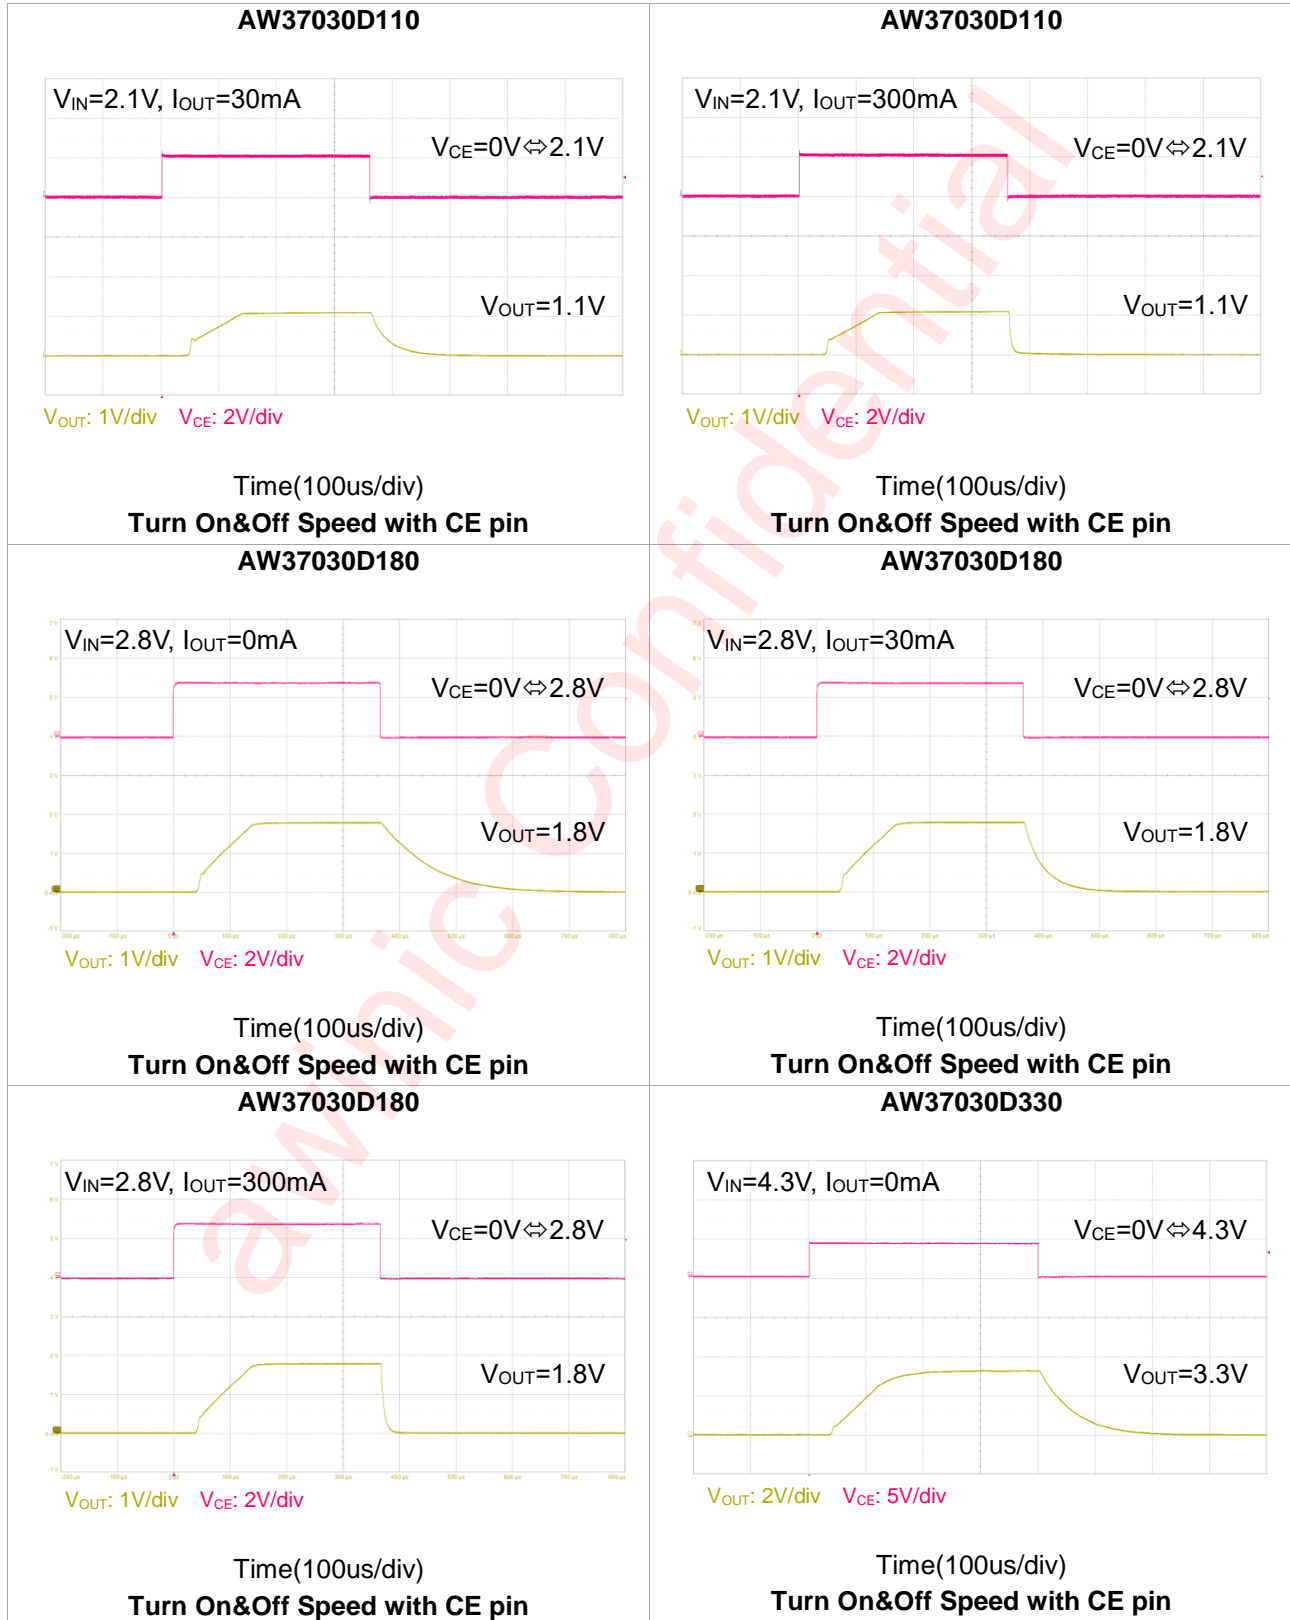 AW37030D110
VIN=2.1V, IOUT=30mA
VCE=0V⇔2.1V
VOUT=1.1V
VOUT: 1V/div VCE: 2V/div
Time(100us/div)
Turn On&Off Speed with CE pin
AW37030D110
VIN=2.1V, IOUT=300mA
VCE=0V⇔2.1V
VOUT=1.1V
VOUT: 1V/div VCE: 2V/div
Time(100us/div)
Turn On&Off Speed with CE pin
AW37030D180
VIN=2.8V, IOUT=0mA
VCE=0V⇔2.8V
VOUT=1.8V
VOUT: 1V/div VCE: 2V/div
Time(100us/div)
Turn On&Off Speed with CE pin
AW37030D180
VIN=2.8V, IOUT=30mA
VCE=0V⇔2.8V
VOUT=1.8V
VOUT: 1V/div VCE: 2V/div
Time(100us/div)
Turn On&Off Speed with CE pin
AW37030D180
VIN=2.8V, IOUT=300mA
VCE=0V⇔2.8V
VOUT=1.8V
VOUT: 1V/div VCE: 2V/div
Time(100us/div)
Turn On&Off Speed with CE pin
AW37030D330
VIN=4.3V, IOUT=0mA
VCE=0V⇔4.3V
VOUT=3.3V
VOUT: 2V/div VCE: 5V/div
Time(100us/div)
Turn On&Off Speed with CE pin
awinic Confidential